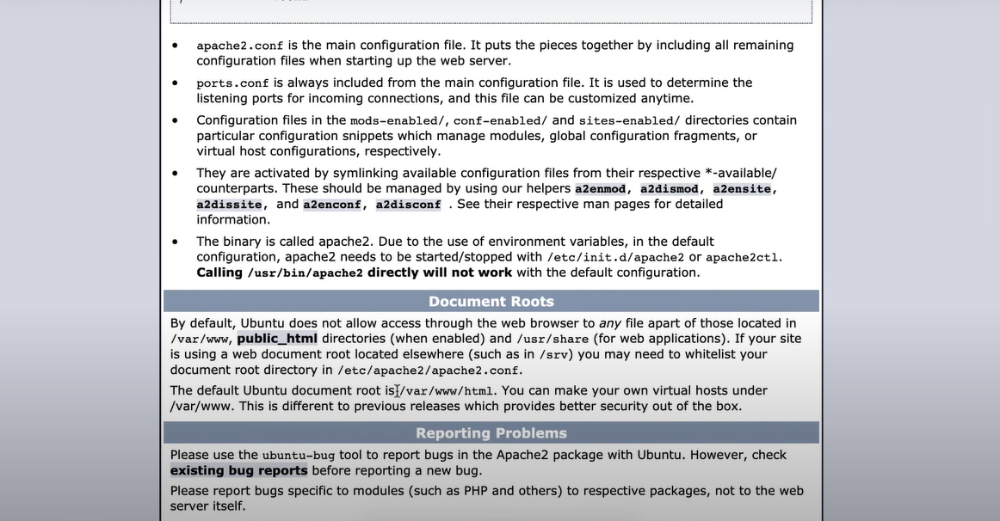 apache2.conf is the main configuration file. It puts the pieces together by including all remaining
configuration files when starting up the web server.
ports.conf is always included from the main configuration file. It is used to determine the
listening ports for incoming connections, and this file can be customized anytime.
Configuration files in the mods-enabled/, conf-enabled/ and sites-enabled/ directories contain
particular configuration snippets which manage modules, global configuration fragments, or
virtual host configurations, respectively.
They are activated by symlinking available configuration files from their respective *-available/
counterparts. These should be managed by using our helpers a2enmod, a2dismod, a2ensite,
a2dissite, and a2enconf, a2disconf . See their respective man pages for detailed
information.
The binary is called apache2. Due to the use of environment variables, in the default
configuration, apache2 needs to be started/stopped with /etc/init.d/apache2 or apache2ctl.
Calling /usr/bin/apache2 directly will not work with the default configuration.
Document Roots
By default, Ubuntu does not allow access through the web browser to any file apart of those located in
/var/www, public_html directories (when enabled) and /usr/share (for web applications). If your site
is using a web document root located elsewhere (such as in /srv) you may need to whitelist your
document root directory in /etc/apache2/apache2.conf.
The default Ubuntu document root is /var/www/html. You can make your own virtual hosts under
/var/www. This is different to previous releases which provides better security out of the box.
Reporting Problems
Please use the ubuntu-bug tool to report bugs in the Apache2 package with Ubuntu. However, check
existing bug reports before reporting a new bug.
Please report bugs specific to modules (such as PHP and others) to respective packages, not to the web
server itself.